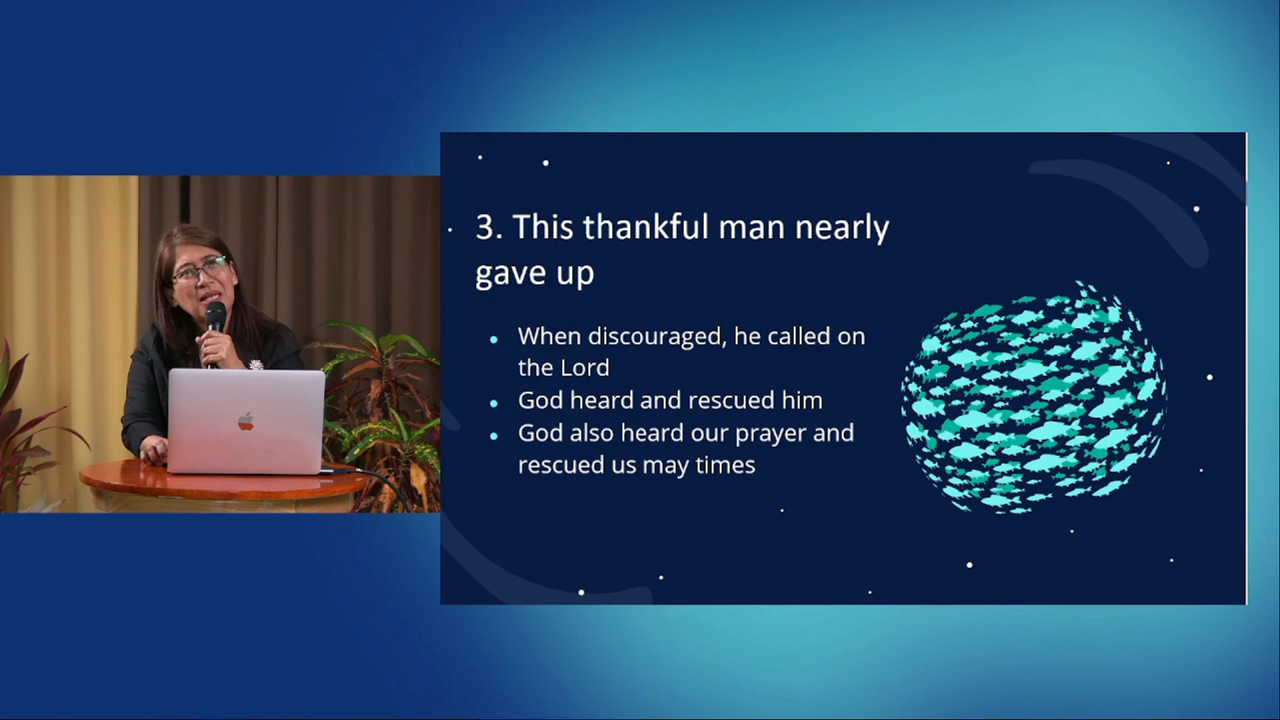 3. This thankful man nearly
gave up
• When discouraged, he called on
the Lord
• God heard and rescued him
• God also heard our prayer and
rescued us may times